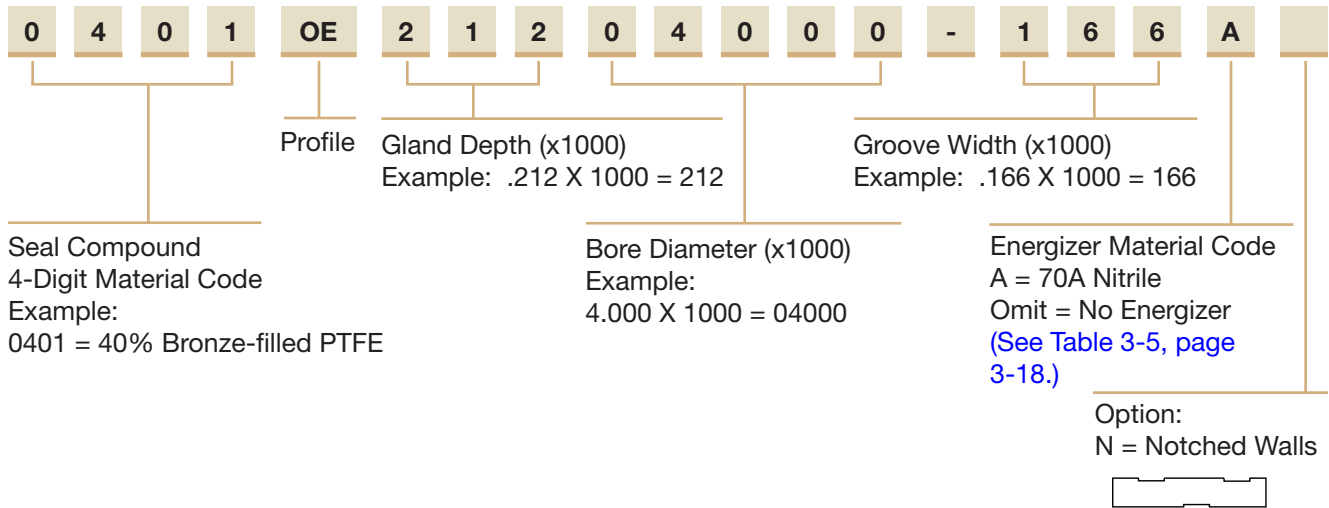 0 4 0 1 OE 2 1 2 0 4 0 0 0 - 1 6 6 A
Profile
Gland Depth (x1000)
Example: .212 X 1000 = 212
Groove Width (x1000)
Example: .166 X 1000 = 166
Seal Compound
4-Digit Material Code
Example:
0401 = 40% Bronze-filled PTFE
Bore Diameter (x1000)
Example:
4.000 X 1000 = 04000
Energizer Material Code
A = 70A Nitrile
Omit = No Energizer
(See Table 3-5, page
3-18.)
Option:
N = Notched Walls